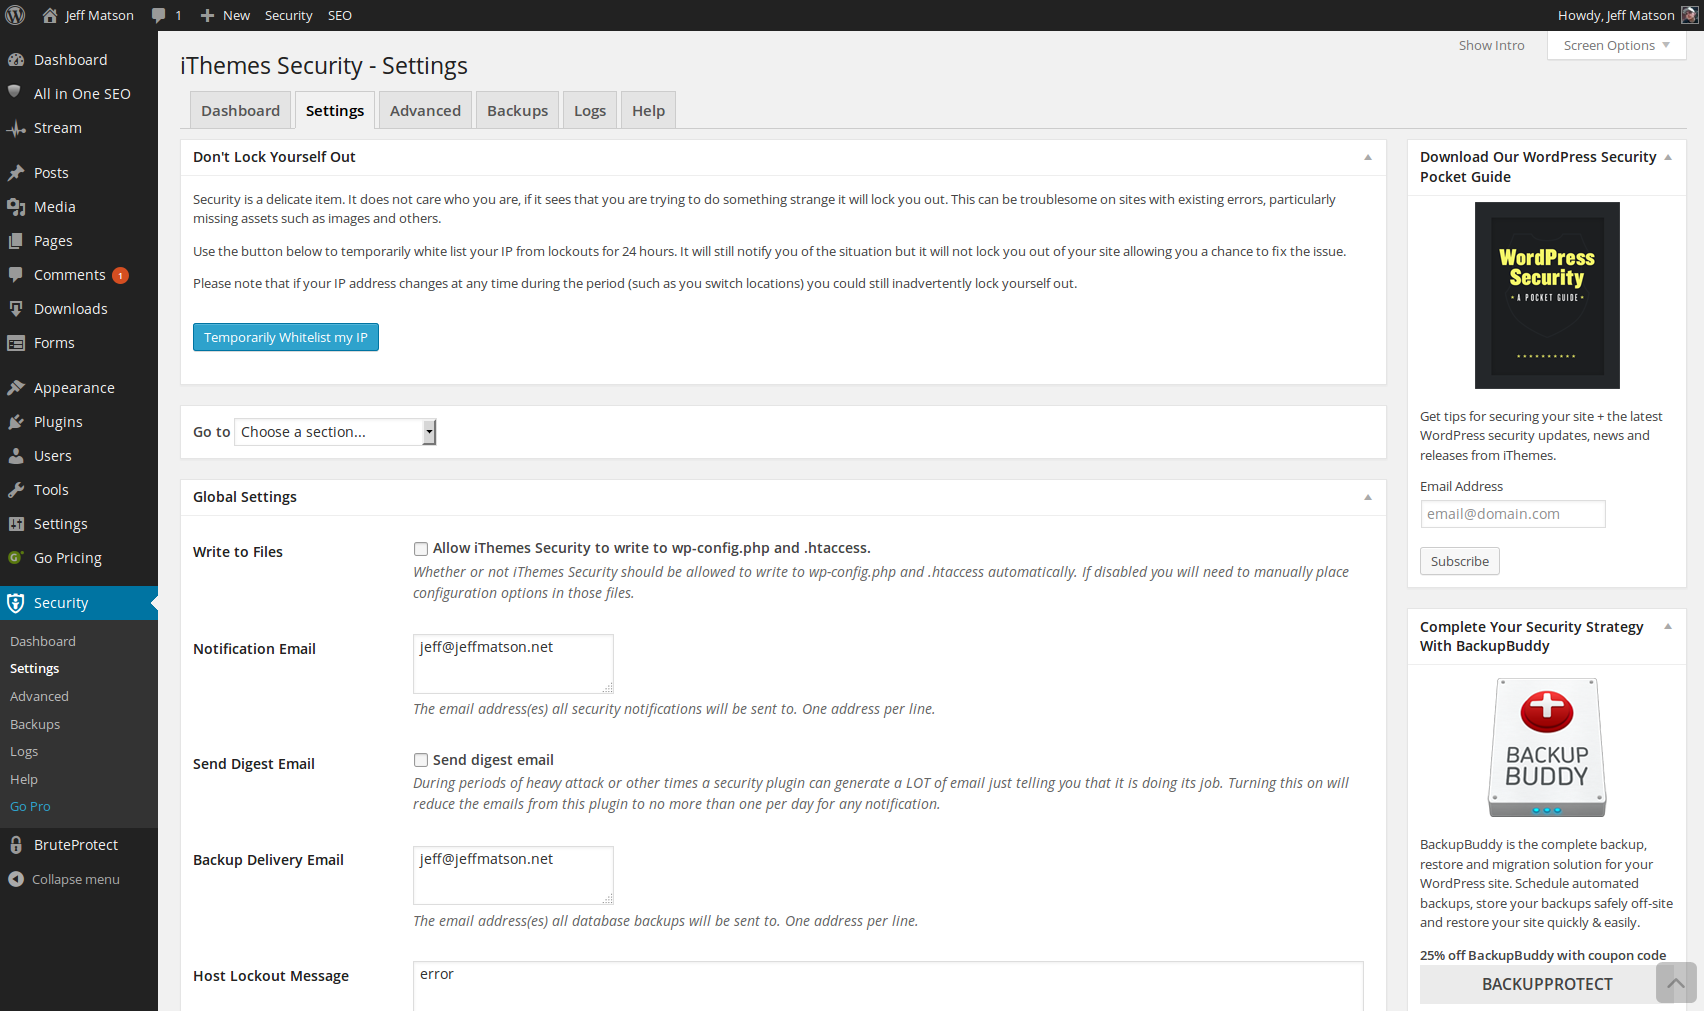 Jeff Matson
1
New
Security
SEO
Howdy, Jeff Matson
Dashboard
All in One SEO
Stream
Posts
Media
Pages
Comments 1
Downloads
Forms
Appearance
Plugins
Users
Tools
Settings
Go Pricing
Security
Dashboard
Settings
Advanced
Backups
Logs
Help
Go Pro
BruteProtect
Collapse menu
Show Intro
Screen Options
iThemes Security - Settings
Dashboard
Settings
Advanced
Backups
Logs
Help
Don't Lock Yourself Out
Security is a delicate item. It does not care who you are, if it sees that you are trying to do something strange it will lock you out. This can be troublesome on sites with existing errors, particularly
missing assets such as images and others.
Use the button below to temporarily white list your IP from lockouts for 24 hours. It will still notify you of the situation but it will not lock you out of your site allowing you a chance to fix the issue.
Please note that if your IP address changes at any time during the period (such as you switch locations) you could still inadvertently lock yourself out.
Temporarily Whitelist my IP
Go to Choose a section...
Global Settings
Write to Files
Allow iThemes Security to write to wp-config.php and .htaccess.
Whether or not iThemes Security should be allowed to write to wp-config.php and .htaccess automatically. If disabled you will need to manually place
configuration options in those files.
Notification Email
jeff@jeffmatson.net
The email address(es) all security notifications will be sent to. One address per line.
Send Digest Email
Send digest email
During periods of heavy attack or other times a security plugin can generate a LOT of email just telling you that it is doing its job. Turning this on will
reduce the emails from this plugin to no more than one per day for any notification.
Backup Delivery Email
jeff@jeffmatson.net
The email address(es) all database backups will be sent to. One address per line.
Host Lockout Message
error
Download Our WordPress Security
Pocket Guide
WordPress
Security
A POCKET GUIDE
Get tips for securing your site + the latest
WordPress security updates, news and
releases from iThemes.
Email Address
email@domain.com
Subscribe
Complete Your Security Strategy
With BackupBuddy
BACKUP
BUDDY
BackupBuddy is the complete backup,
restore and migration solution for your
WordPress site. Schedule automated
backups, store your backups safely off-site
and restore your site quickly & easily.
25% off BackupBuddy with coupon code
BACKUPPROTECT